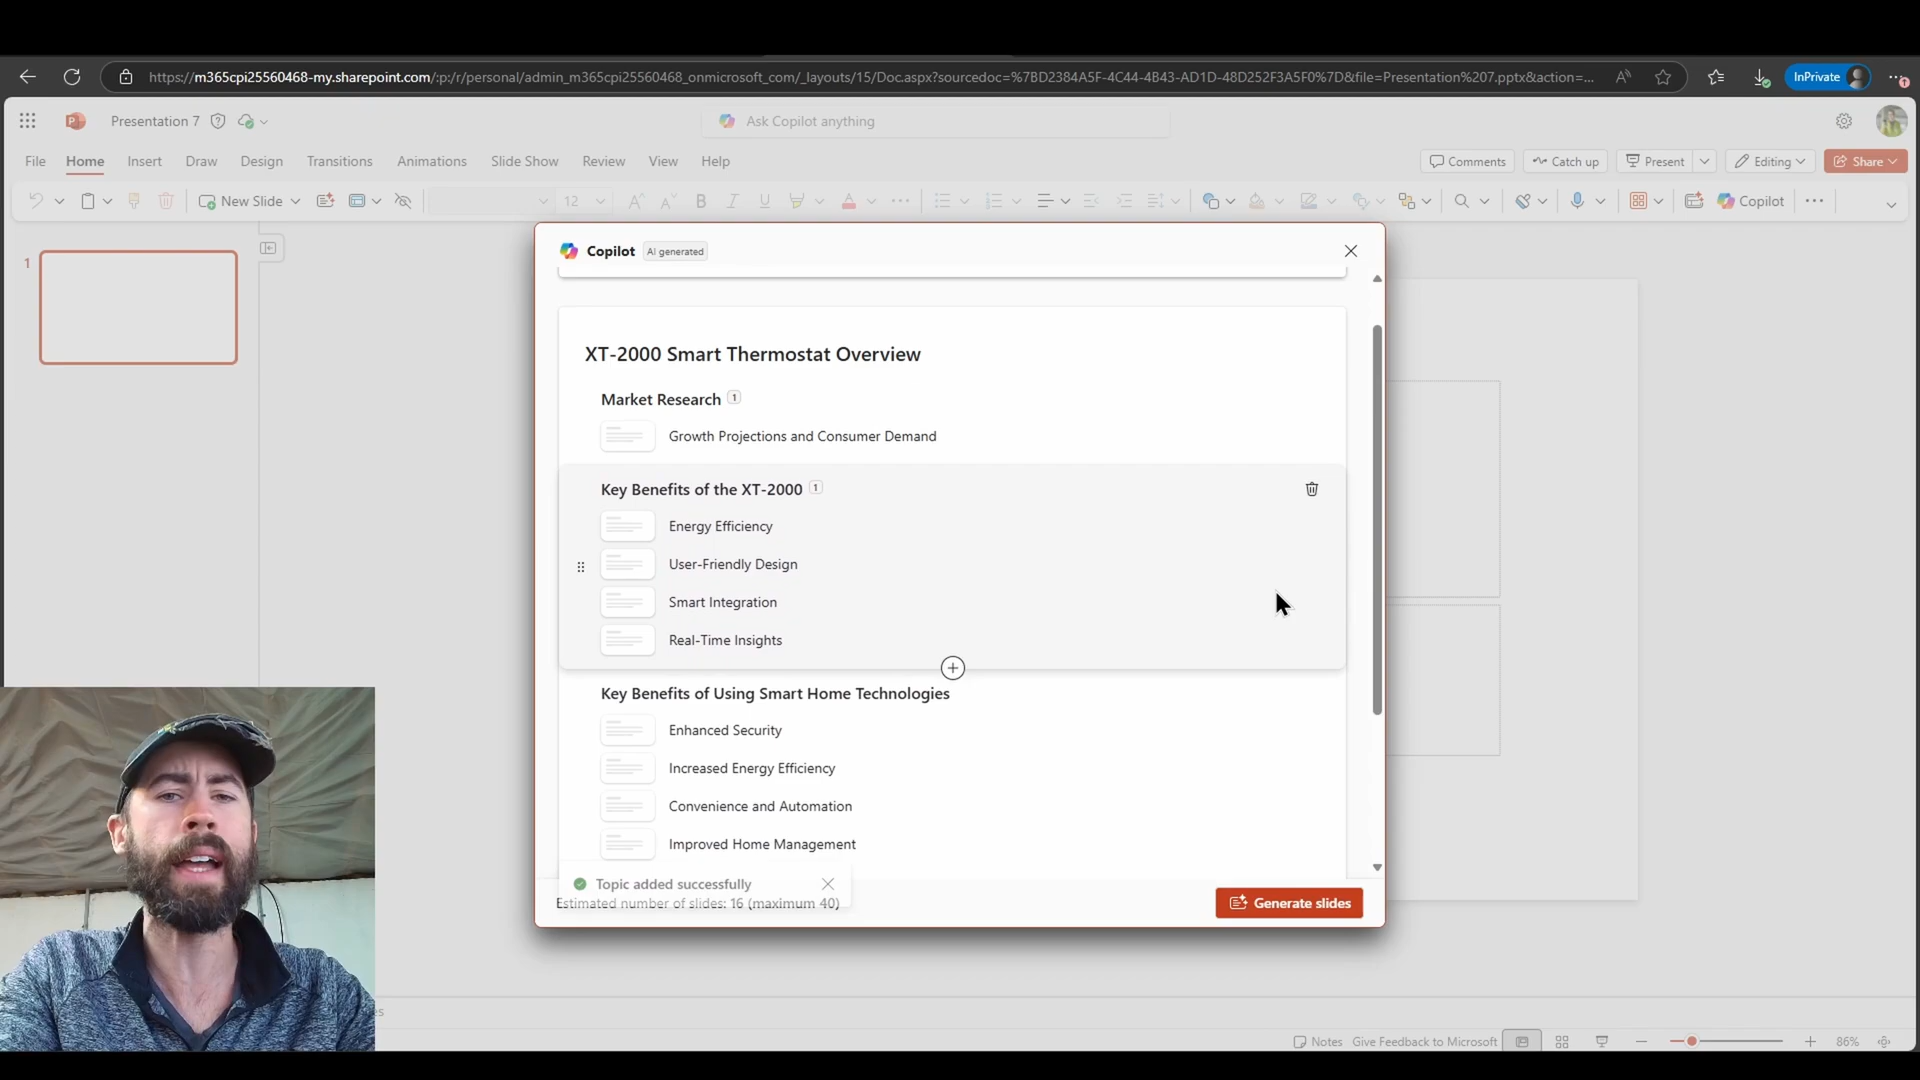 https://m365cpi25560468-my.sharepoint.com/:p:/r/personal/admin_m365cpi25560468_onmicrosoft_com/_layouts/15/Doc.aspx?sourcedoc=%7BD2384A5F-4C44-4B43-AD1D-48D252F3A5F0%7D&file=Presentation%207.pptx&action=... InPrivate
Presentation 7 Ask Copilot anything
File Home Insert Draw Design Transitions Animations Slide Show Review View Help Comments Catch up Present Editing Share
New Slide 12 Copilot
Copilot AI generated
1
XT-2000 Smart Thermostat Overview
Market Research 1
Growth Projections and Consumer Demand
Key Benefits of the XT-2000 1
Energy Efficiency
User-Friendly Design
Smart Integration
Real-Time Insights
Key Benefits of Using Smart Home Technologies
Enhanced Security
Increased Energy Efficiency
Convenience and Automation
Improved Home Management
Topic added successfully
Estimated number of slides: 16 (maximum 40) Generate slides
Notes Give Feedback to Microsoft 86%